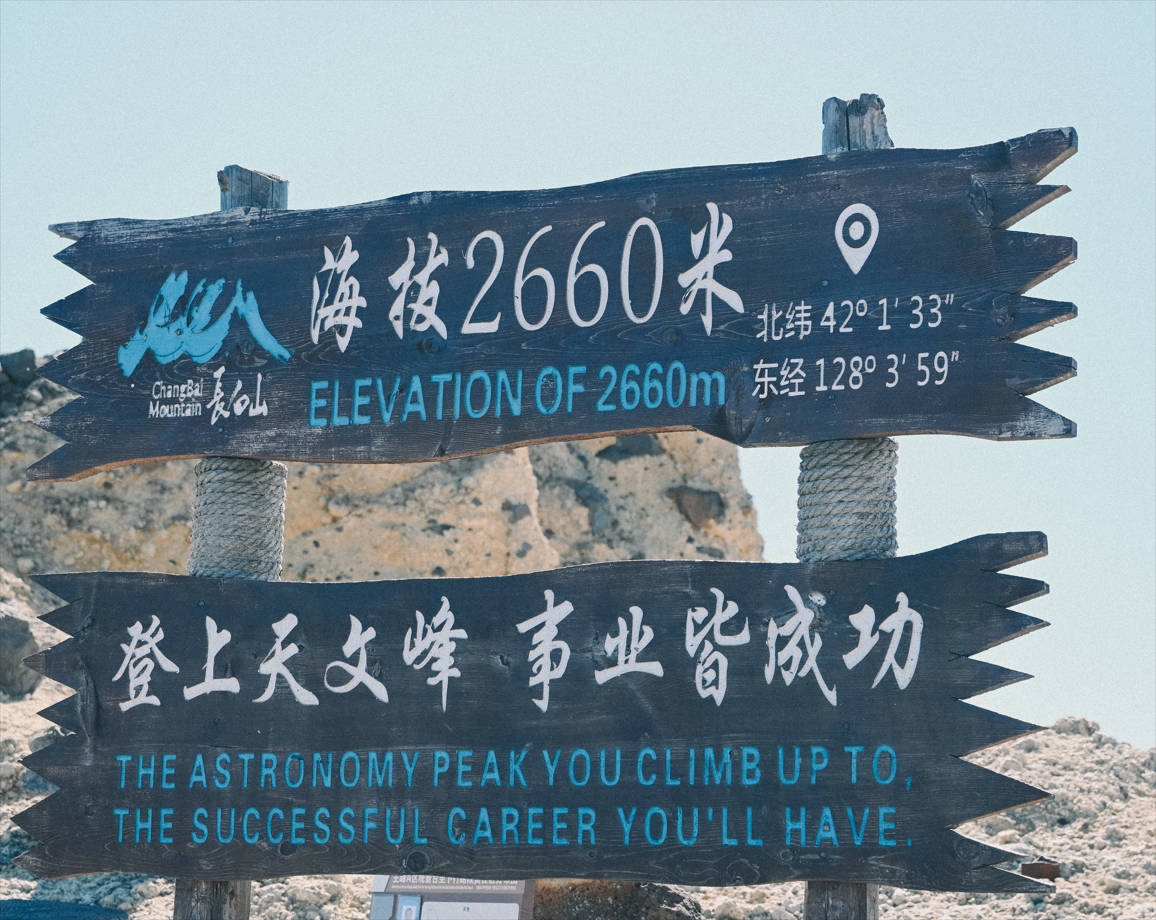 海拔2660米
ELEVATION OF 2660m
ChangBai
Mountain 長白山
北纬 42º 1' 33"
东经 128º 3' 59"
登上天文峰 事业皆成功
THE ASTRONOMY PEAK YOU CLIMB UP TO,
THE SUCCESSFUL CAREER YOU'LL HAVE.